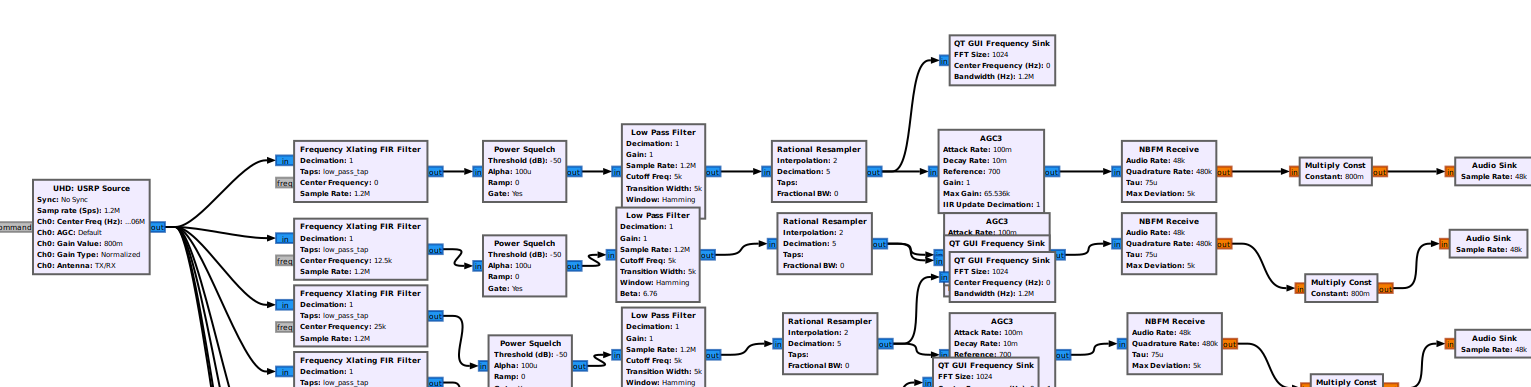 QT GUI Frequency Sink
FFT Size: 1024
Center Frequency (Hz): 0
Bandwidth (Hz): 1.2M
in
ommand
UHD: USRP Source
Sync: No Sync
Samp rate (Sps): 1.2M
Ch0: Center Freq (Hz): ...06M
Ch0: AGC: Default
Ch0: Gain Value: 800m
Ch0: Gain Type: Normalized
Ch0: Antenna: TX/RX
out
in
freq
Frequency Xlating FIR Filter
Decimation: 1
Taps: low_pass_tap
Center Frequency: 0
Sample Rate: 1.2M
out
in
Power Squelch
Threshold (dB): -50
Alpha: 100u
Ramp: 0
Gate: Yes
out
in
Low Pass Filter
Decimation: 1
Gain: 1
Sample Rate: 1.2M
Cutoff Freq: 5k
Transition Width: 5k
Window: Hamming
out
in
Rational Resampler
Interpolation: 2
Decimation: 5
Taps:
Fractional BW: 0
out
in
AGC3
Attack Rate: 100m
Decay Rate: 10m
Reference: 700
Gain: 1
Max Gain: 65.536k
IIR Update Decimation: 1
out
in
NBFM Receive
Audio Rate: 48k
Quadrature Rate: 480k
Tau: 75u
Max Deviation: 5k
out
in
Multiply Const
Constant: 800m
out
in
Audio Sink
Sample Rate: 48k
in
freq
Frequency Xlating FIR Filter
Decimation: 1
Taps: low_pass_tap
Center Frequency: 12.5k
Sample Rate: 1.2M
out
in
Power Squelch
Threshold (dB): -50
Alpha: 100u
Ramp: 0
Gate: Yes
out
in
Low Pass Filter
Decimation: 1
Gain: 1
Sample Rate: 1.2M
Cutoff Freq: 5k
Transition Width: 5k
Window: Hamming
Beta: 6.76
out
in
Rational Resampler
Interpolation: 2
Decimation: 5
Taps:
Fractional BW: 0
out
in
in
AGC3
Attack Rate: 100m
QT GUI Frequency Sink
out
in
QT GUI Frequency Sink
FFT Size: 1024
Center Frequency (Hz): 0
Bandwidth (Hz): 1.2M
in
NBFM Receive
Audio Rate: 48k
Quadrature Rate: 480k
Tau: 75u
Max Deviation: 5k
out
in
Multiply Const
Constant: 800m
out
in
Audio Sink
Sample Rate: 48k
in
freq
Frequency Xlating FIR Filter
Decimation: 1
Taps: low_pass_tap
Center Frequency: 25k
Sample Rate: 1.2M
out
in
Power Squelch
Threshold (dB): -50
Alpha: 100u
Ramp: 0
out
in
Low Pass Filter
Decimation: 1
Gain: 1
Sample Rate: 1.2M
Cutoff Freq: 5k
Transition Width: 5k
Window: Hamming
out
in
Rational Resampler
Interpolation: 2
Decimation: 5
Taps:
Fractional BW: 0
out
in
AGC3
Attack Rate: 100m
Decay Rate: 10m
Reference: 700
out
in
NBFM Receive
Audio Rate: 48k
Quadrature Rate: 480k
Tau: 75u
Max Deviation: 5k
out
in
Multiply Const
out
in
Audio Sink
Sample Rate: 48k
in
Frequency Xlating FIR Filter
Decimation: 1
Taps: low_pass_tap
out
in
QT GUI Frequency Sink
FFT Size: 1024